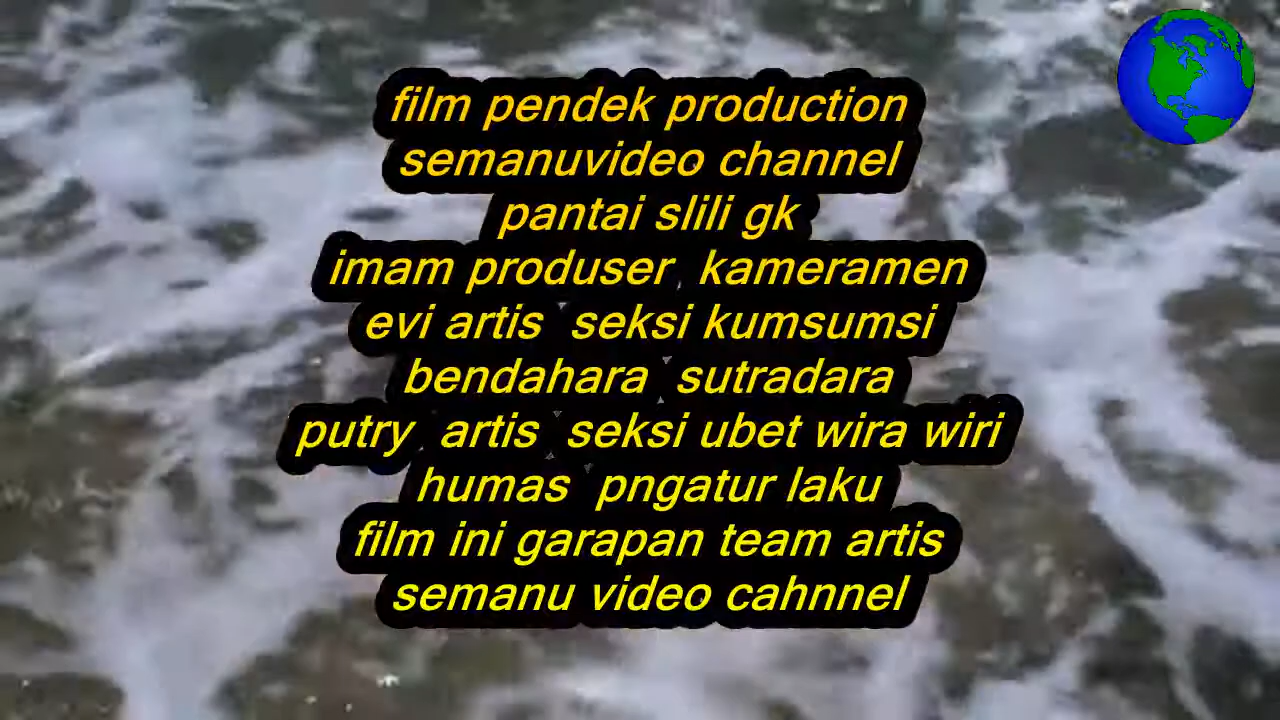 film pendek production
semanuvideo channel
pantai slili gk
imam produser kameramen
evi artis seksi kumsumsi
bendahara sutradara
putry artis seksi ubet wira wiri
humas pngatur laku
film ini garapan team artis
semanu video cahnnel